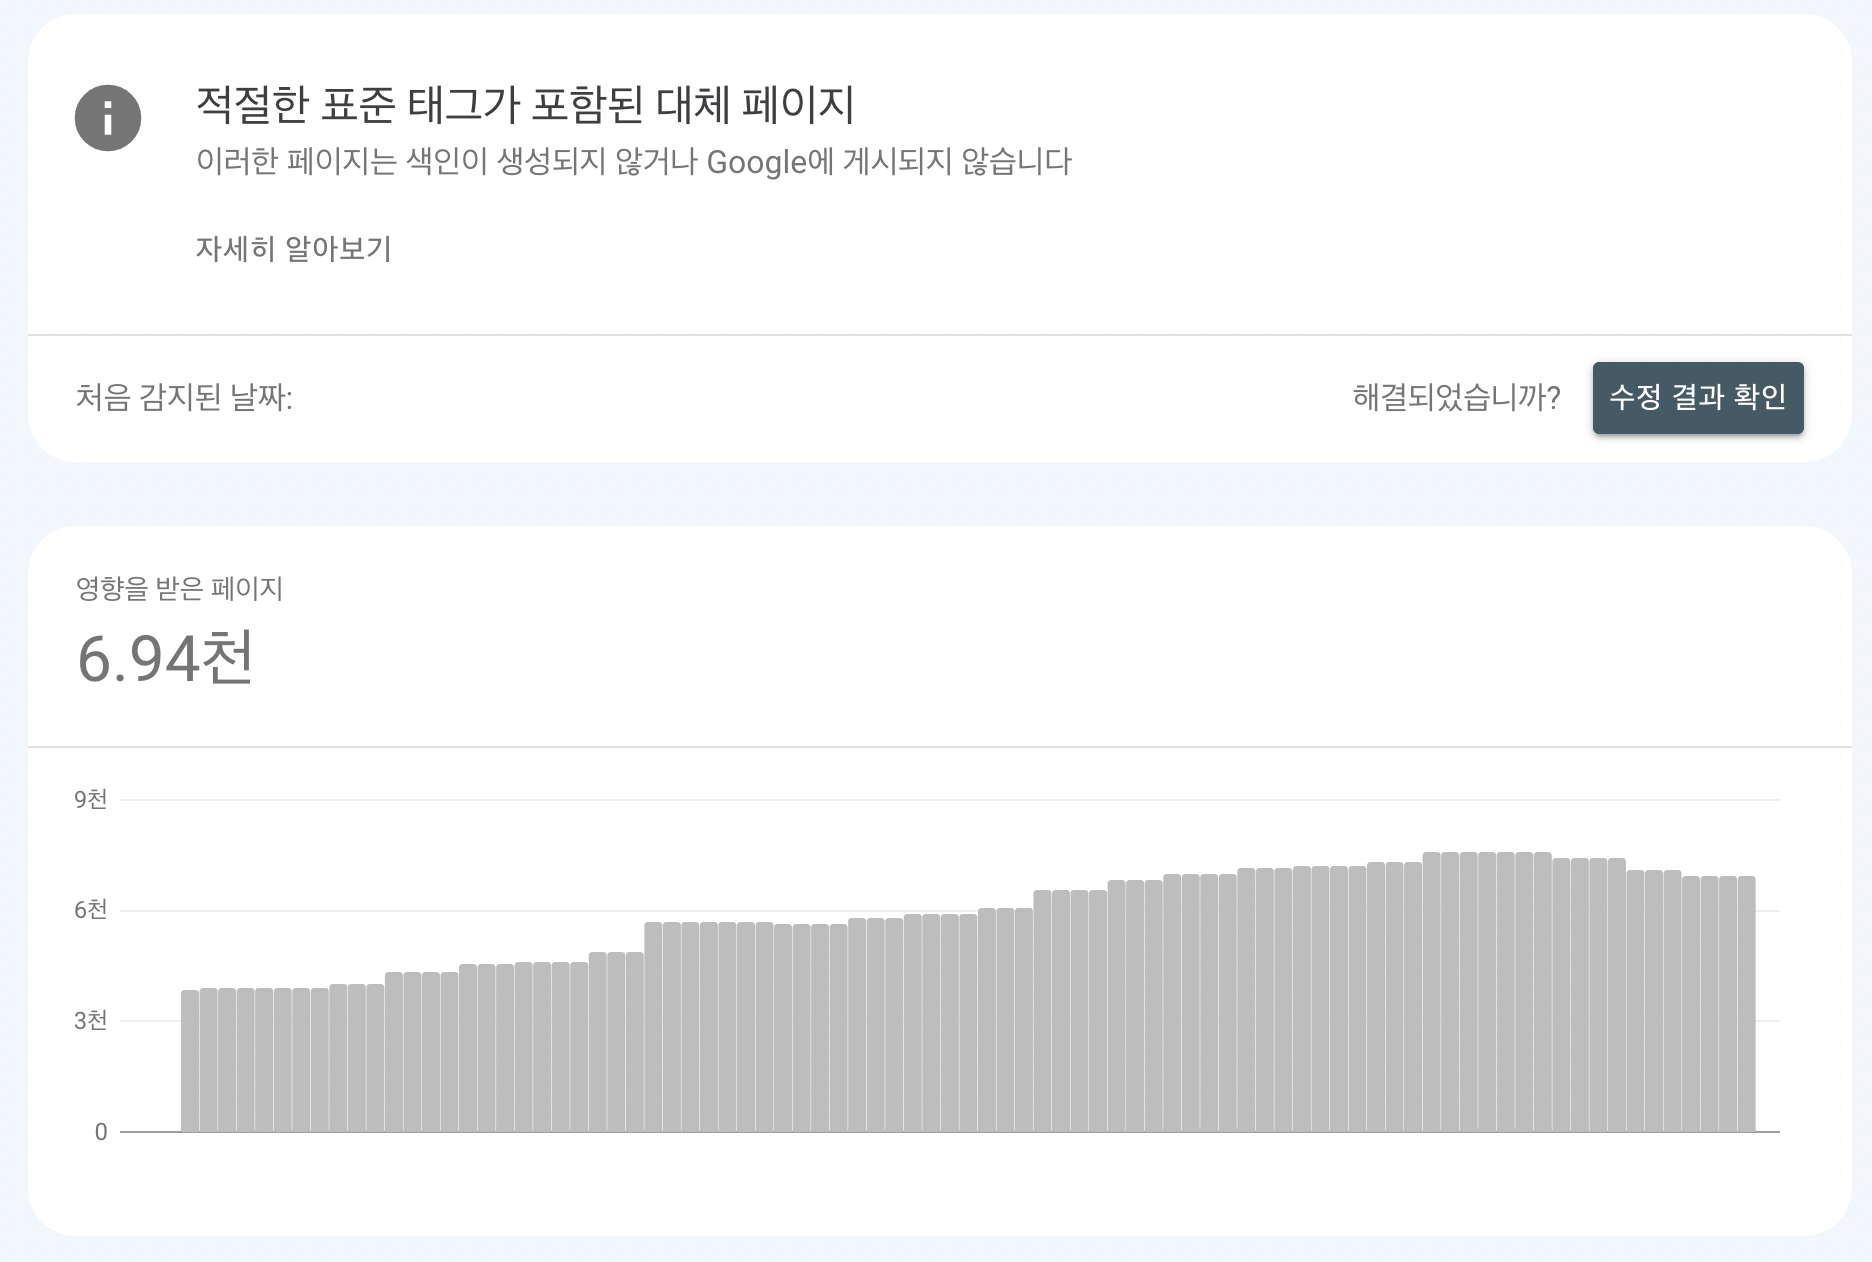 적절한 표준 태그가 포함된 대체 페이지
이러한 페이지는 색인이 생성되지 않거나 Google에 게시되지 않습니다
자세히 알아보기
처음 감지된 날짜:
해결되었습니까?
수정 결과 확인
영향을 받은 페이지
6.94천
9천
6천
3천
0